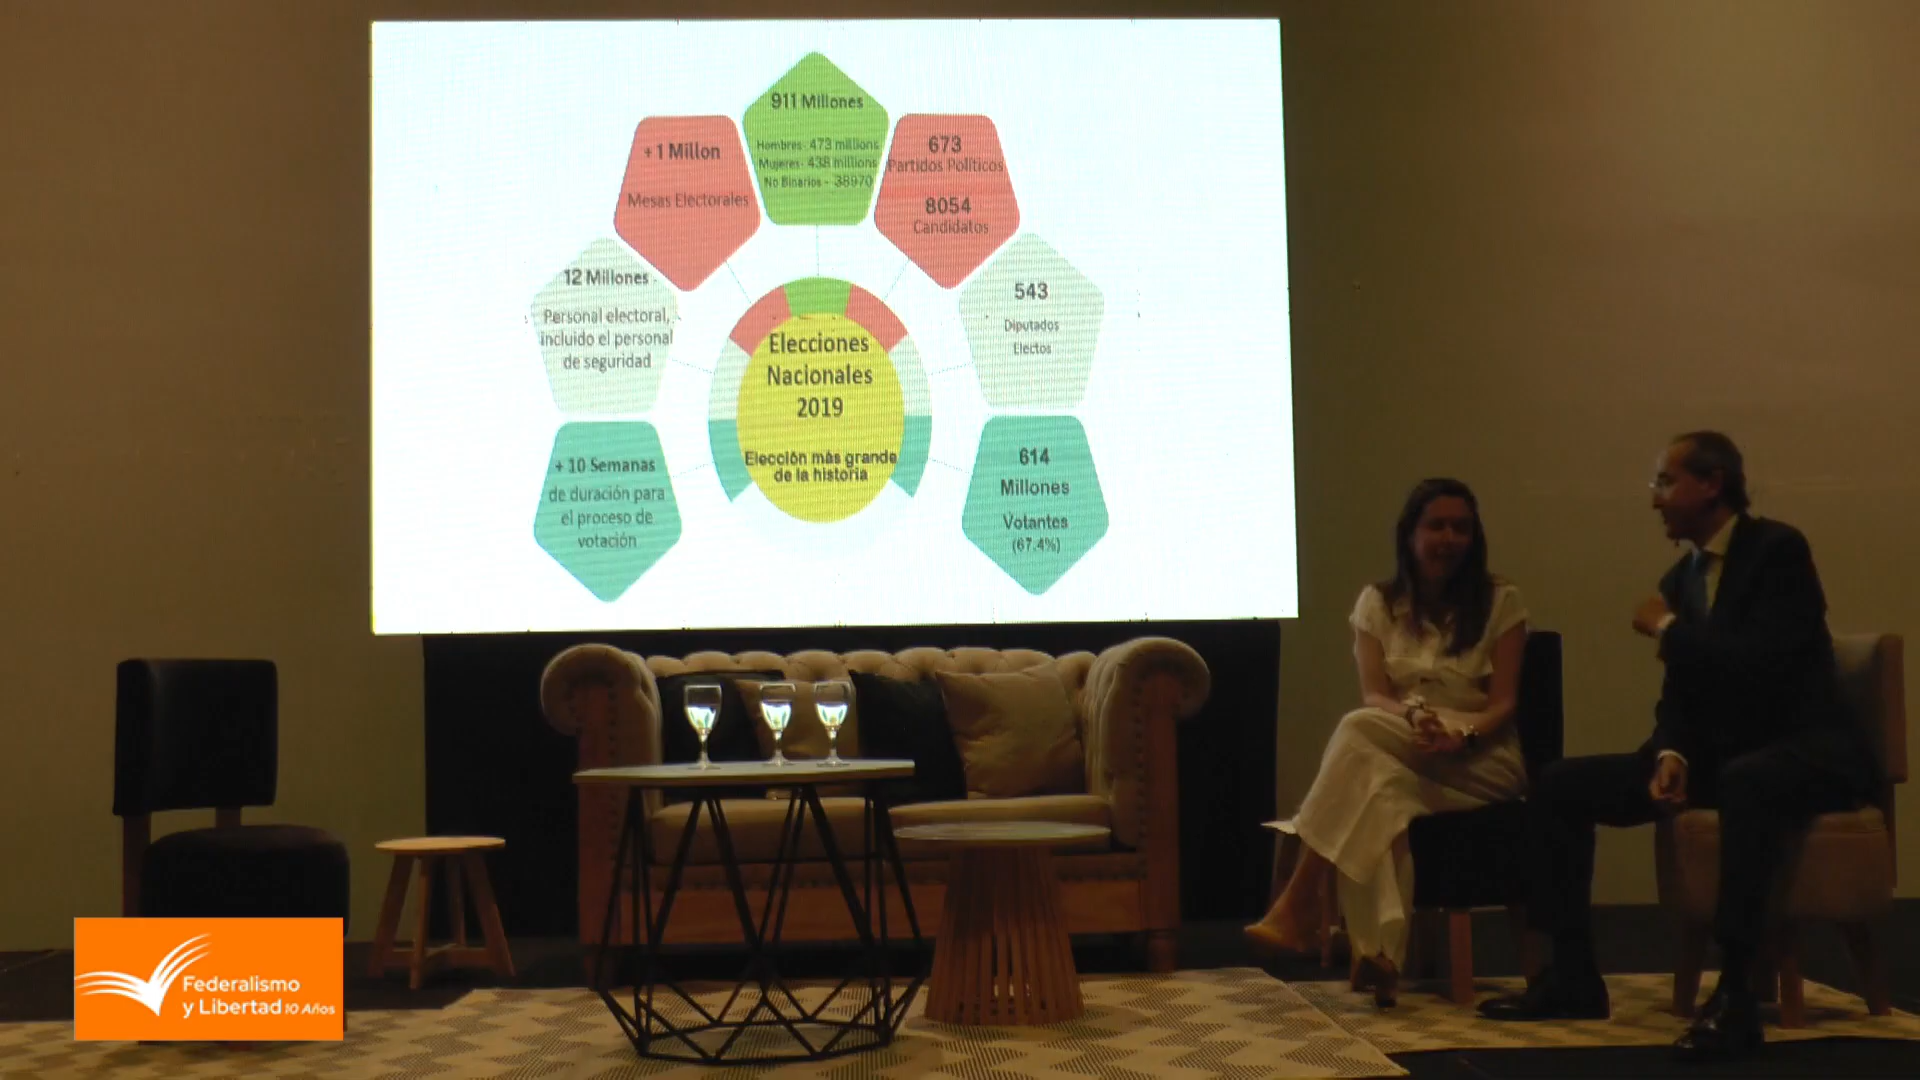 911 Millones
Hombres- 473 millions
Mujeres- 438 millions
No Binarios - 38970
+ 1 Millon
Mesas Electorales
673
Partidos Políticos
8054
Candidatos
12 Millones -
Personal electoral,
incluido el personal
de seguridad
543
Diputados
Electos
Elecciones
Nacionales
2019
Elección más grande
de la historia
+ 10 Semanas
de duración para
el proceso de
votación
614
Millones
Votantes
(67.4%)
Federalismo
y Libertad 10 Años